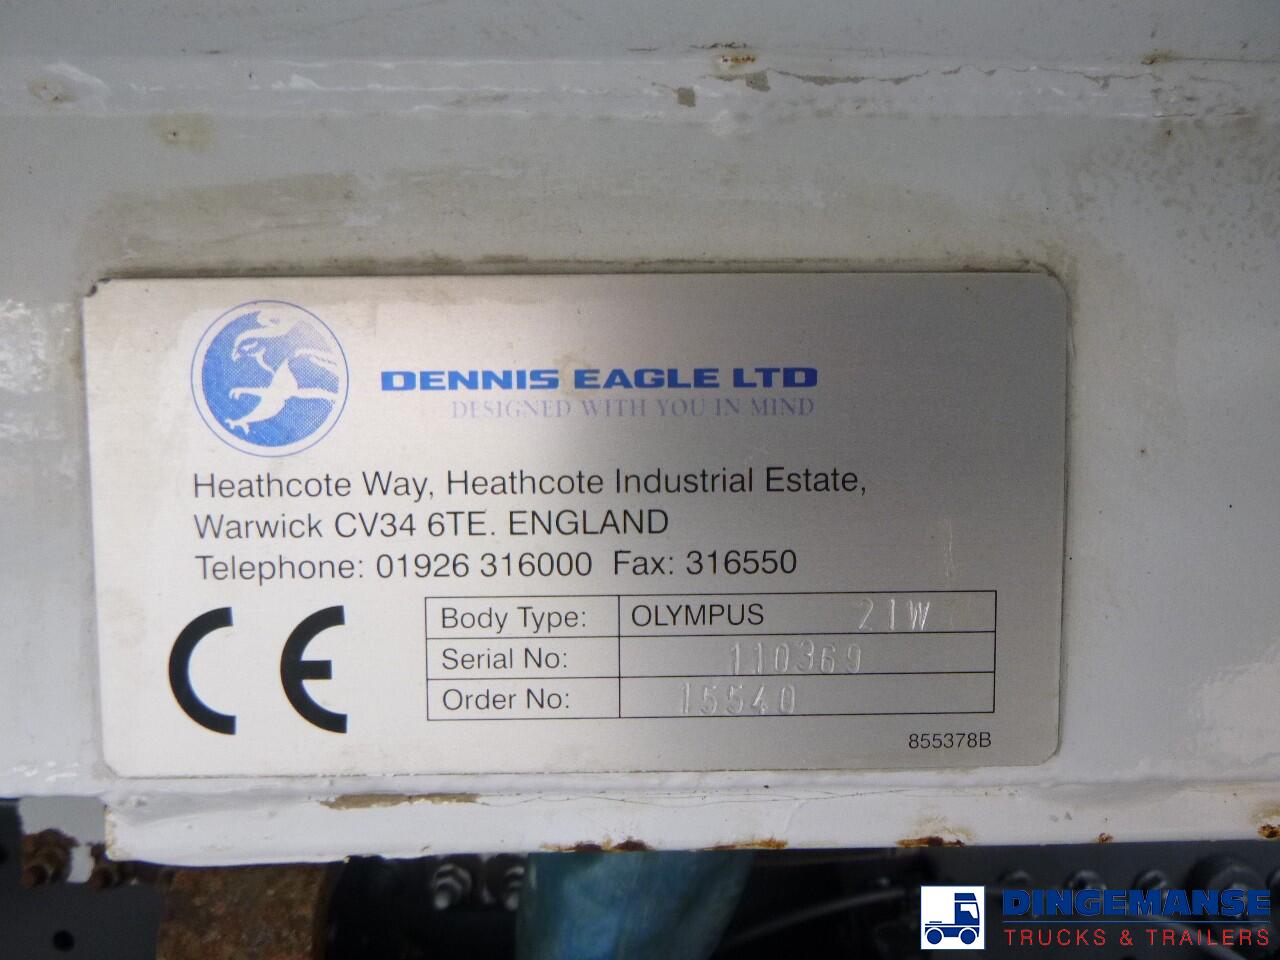 DENNIS EAGLE LTD
DESIGNED WITH YOU IN MIND
Heathcote Way, Heathcote Industrial Estate,
Warwick CV34 6TE. ENGLAND
Telephone: 01926 316000 Fax: 316550
CE
Body Type: OLYMPUS 21W
Serial No: 110369
Order No: 15540
855378B
DINGEMANSE
TRUCKS & TRAILERS